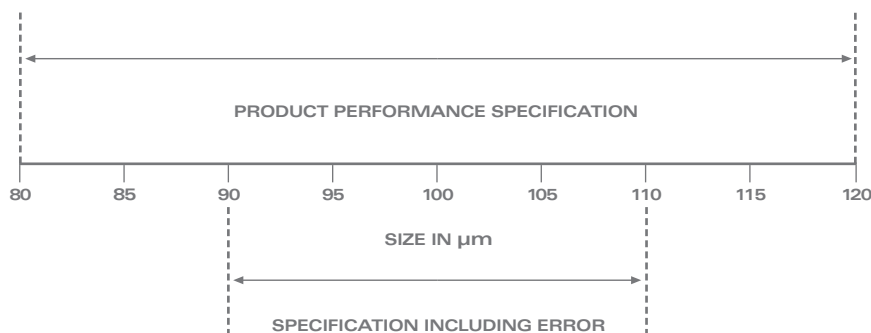 PRODUCT PERFORMANCE SPECIFICATION
80 85 90 95 100 105 110 115 120
SIZE IN µm
SPECIFICATION INCLUDING ERROR